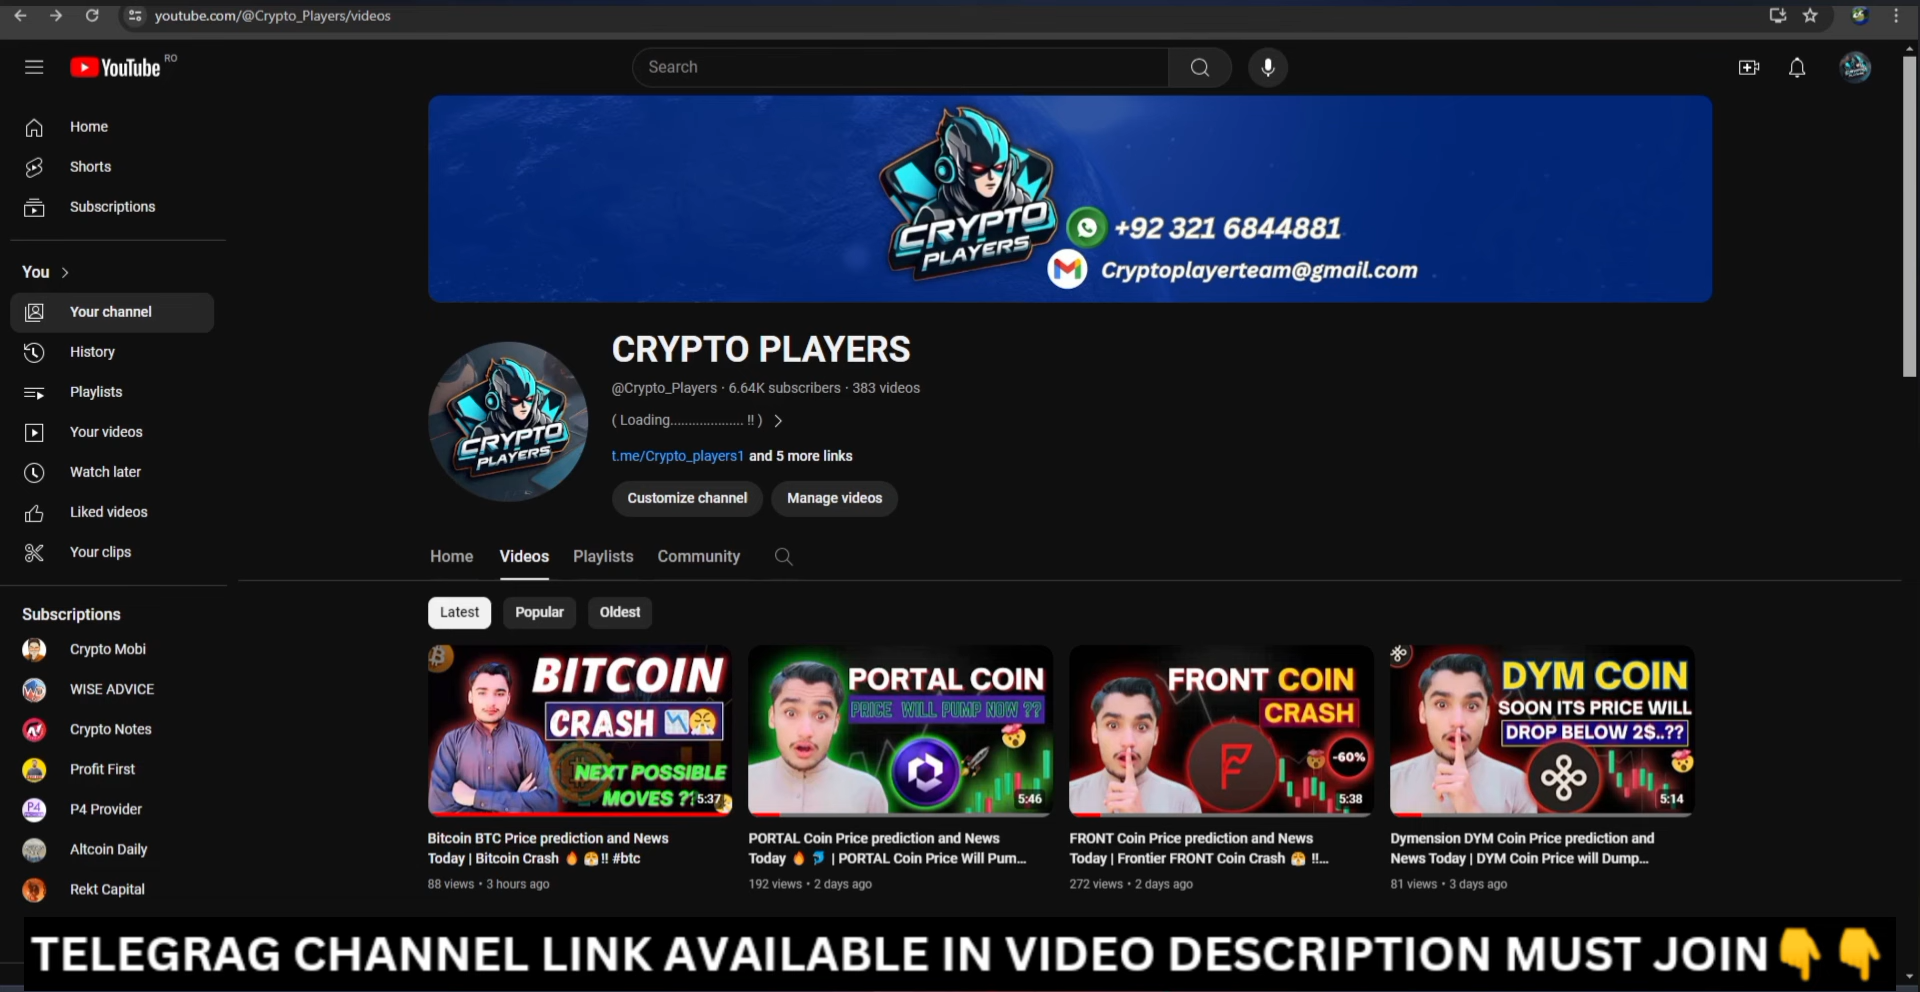 youtube.com/@Crypto_Players/videos
YouTube RO
Search
Home
Shorts
Subscriptions
You
Your channel
History
Playlists
Your videos
Watch later
Liked videos
Your clips
Subscriptions
Crypto Mobi
WISE ADVICE
Crypto Notes
Profit First
P4 Provider
Altcoin Daily
Rekt Capital
CRYPTO
PLAYERS
+92 321 6844881
Cryptoplayerteam@gmail.com
CRYPTO
PLAYERS
CRYPTO PLAYERS
@Crypto_Players · 6.64K subscribers · 383 videos
( Loading.................... !! )
t.me/Crypto_players1 and 5 more links
Customize channel
Manage videos
Home
Videos
Playlists
Community
Latest
Popular
Oldest
BITCOIN
CRASH
NEXT POSSIBLE
MOVES ?
5:37
Bitcoin BTC Price prediction and News
Today | Bitcoin Crash 🔥 😤!! #btc
88 views • 3 hours ago
PORTAL COIN
PRICE WILL PUMP NOW ??
5:46
PORTAL Coin Price prediction and News
Today 🔥 | PORTAL Coin Price Will Pum...
192 views • 2 days ago
FRONT COIN
CRASH
-60%
5:38
FRONT Coin Price prediction and News
Today | Frontier FRONT Coin Crash 😤 !!...
272 views • 2 days ago
DYM COIN
SOON ITS PRICE WILL
DROP BELOW 2$..??
5:14
Dymension DYM Coin Price prediction and
News Today | DYM Coin Price will Dump...
81 views • 3 days ago
TELEGRAG CHANNEL LINK AVAILABLE IN VIDEO DESCRIPTION MUST JOIN👇👇